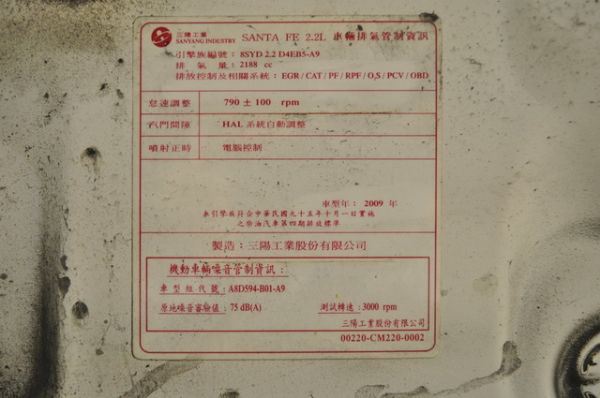 三陽工業
SANYANG INDUSTRY
SANTA FE 2.2L 車輛排氣管制資訊
引擎族編號：8SYD 2.2 D4EB5-A9
排氣量：2188 cc
排放控制及相關系統：EGR / CAT / PF / RPF / O₂S / PCV / OBD
怠速調整 790 ± 100 rpm
汽門間隙 HAL 系統自動調整
噴射正時 電腦控制
車型年：2009 年
車引擎族符合中華民國九十五年十月一日實施
之柴油汽車第四期排放標準
製造：三陽工業股份有限公司
機動車輛噪音管制資訊：
車型組代號：A8D594-B01-A9
原地噪音審驗值：75 dB(A) 測試轉速：3000 rpm
三陽工業股份有限公司
00220-CM220-0002